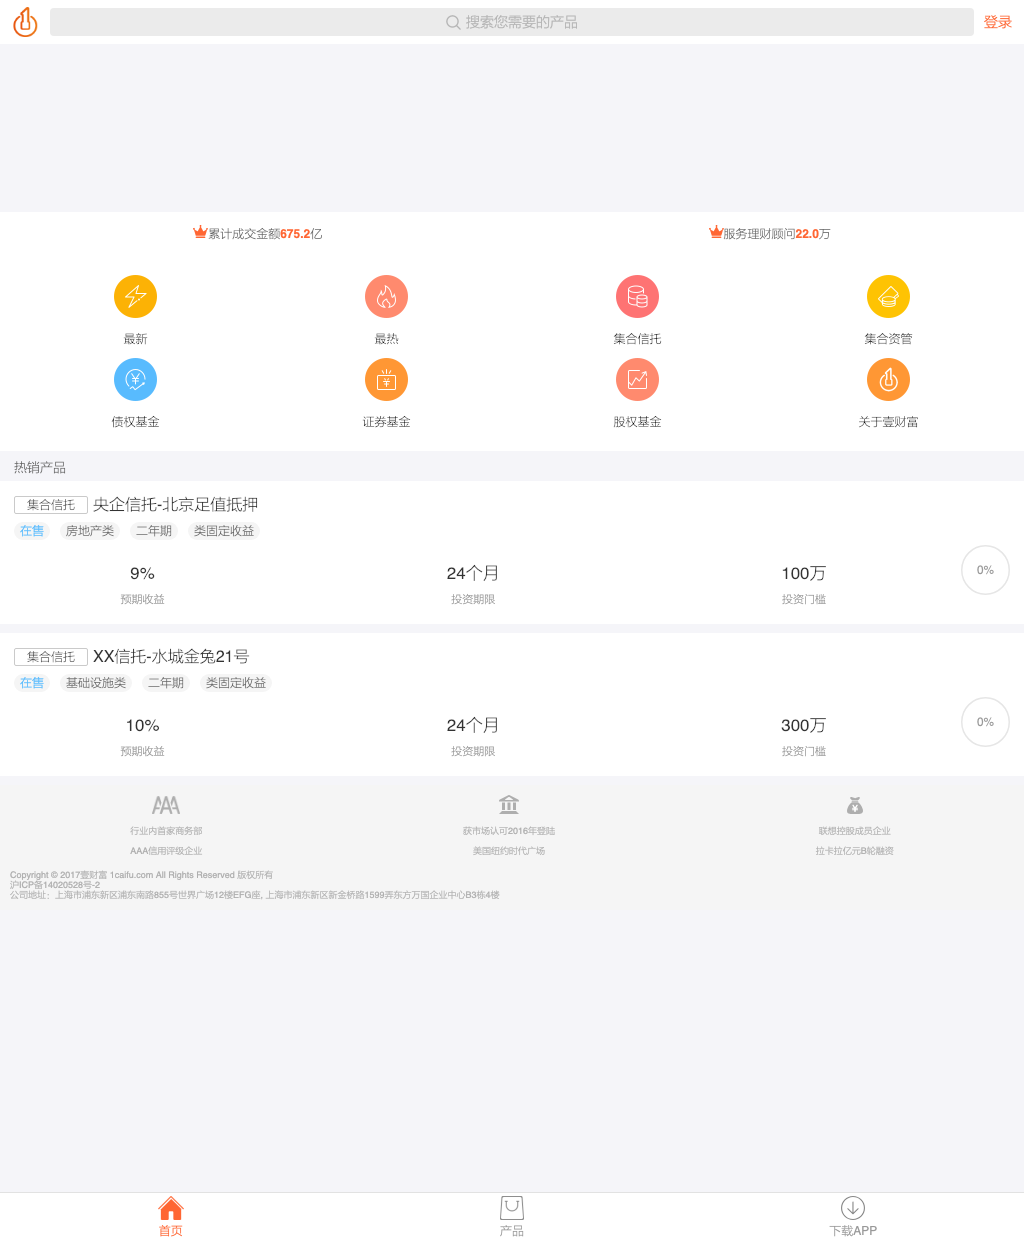 搜索您需要的产品
登录
累计成交金额675.2亿
服务理财顾问22.0万
最新
最热
集合信托
集合资管
债权基金
证券基金
股权基金
关于壹财富
热销产品
集合信托 央企信托-北京足值抵押
在售 房地产类 二年期 类固定收益
9% 24个月 100万
预期收益 投资期限 投资门槛
0%
集合信托 XX信托-水城金兔21号
在售 基础设施类 二年期 类固定收益
10% 24个月 300万
预期收益 投资期限 投资门槛
0%
行业内首家商务部 获市场认可2016年登陆 联想控股成员企业
AAA信用评级企业 美国纽约时代广场 拉卡拉亿元B轮融资
Copyright © 2017壹财富 1caifu.com All Rights Reserved 版权所有
沪ICP备14020528号-2
公司地址：上海市浦东新区浦东南路855号世界广场12楼EFG座, 上海市浦东新区新金桥路1599弄东方万国企业中心B3栋4楼
首页
产品
下载APP